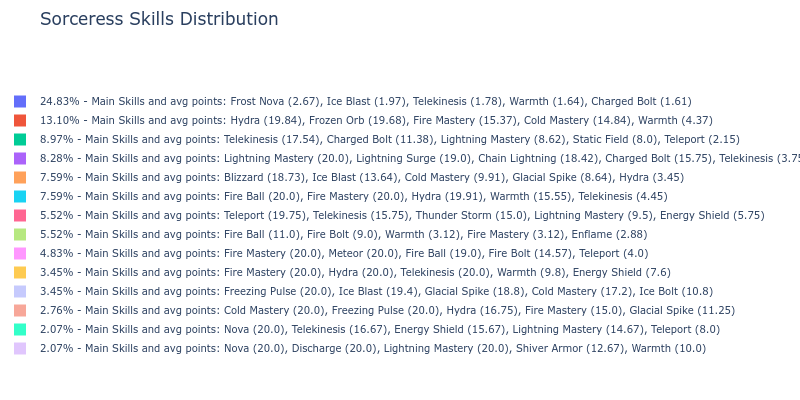 Sorceress Skills Distribution
24.83% - Main Skills and avg points: Frost Nova (2.67), Ice Blast (1.97), Telekinesis (1.78), Warmth (1.64), Charged Bolt (1.61)
13.10% - Main Skills and avg points: Hydra (19.84), Frozen Orb (19.68), Fire Mastery (15.37), Cold Mastery (14.84), Warmth (4.37)
8.97% - Main Skills and avg points: Telekinesis (17.54), Charged Bolt (11.38), Lightning Mastery (8.62), Static Field (8.0), Teleport (2.15)
8.28% - Main Skills and avg points: Lightning Mastery (20.0), Lightning Surge (19.0), Chain Lightning (18.42), Charged Bolt (15.75), Telekinesis (3.75
7.59% - Main Skills and avg points: Blizzard (18.73), Ice Blast (13.64), Cold Mastery (9.91), Glacial Spike (8.64), Hydra (3.45)
7.59% - Main Skills and avg points: Fire Ball (20.0), Fire Mastery (20.0), Hydra (19.91), Warmth (15.55), Telekinesis (4.45)
5.52% - Main Skills and avg points: Teleport (19.75), Telekinesis (15.75), Thunder Storm (15.0), Lightning Mastery (9.5), Energy Shield (5.75)
5.52% - Main Skills and avg points: Fire Ball (11.0), Fire Bolt (9.0), Warmth (3.12), Fire Mastery (3.12), Enflame (2.88)
4.83% - Main Skills and avg points: Fire Mastery (20.0), Meteor (20.0), Fire Ball (19.0), Fire Bolt (14.57), Teleport (4.0)
3.45% - Main Skills and avg points: Fire Mastery (20.0), Hydra (20.0), Telekinesis (20.0), Warmth (9.8), Energy Shield (7.6)
3.45% - Main Skills and avg points: Freezing Pulse (20.0), Ice Blast (19.4), Glacial Spike (18.8), Cold Mastery (17.2), Ice Bolt (10.8)
2.76% - Main Skills and avg points: Cold Mastery (20.0), Freezing Pulse (20.0), Hydra (16.75), Fire Mastery (15.0), Glacial Spike (11.25)
2.07% - Main Skills and avg points: Nova (20.0), Telekinesis (16.67), Energy Shield (15.67), Lightning Mastery (14.67), Teleport (8.0)
2.07% - Main Skills and avg points: Nova (20.0), Discharge (20.0), Lightning Mastery (20.0), Shiver Armor (12.67), Warmth (10.0)